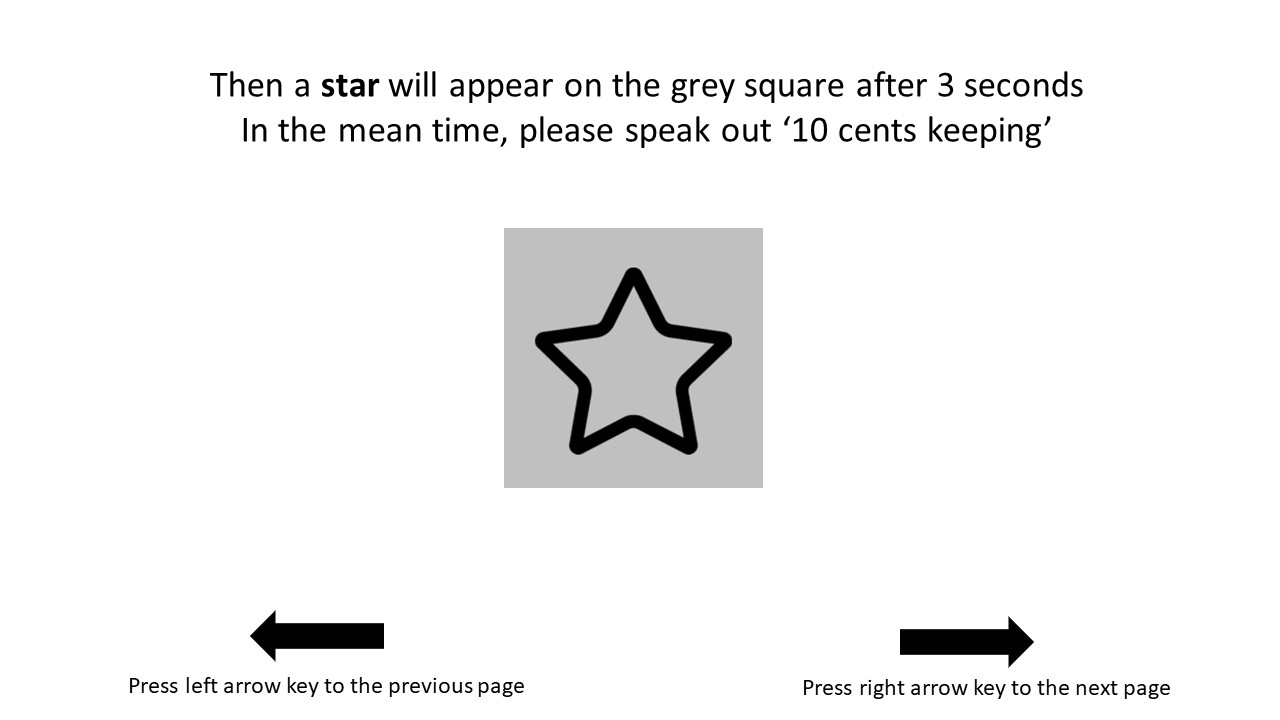 Then a star will appear on the grey square after 3 seconds
In the mean time, please speak out ‘10 cents keeping’
Press left arrow key to the previous page
Press right arrow key to the next page